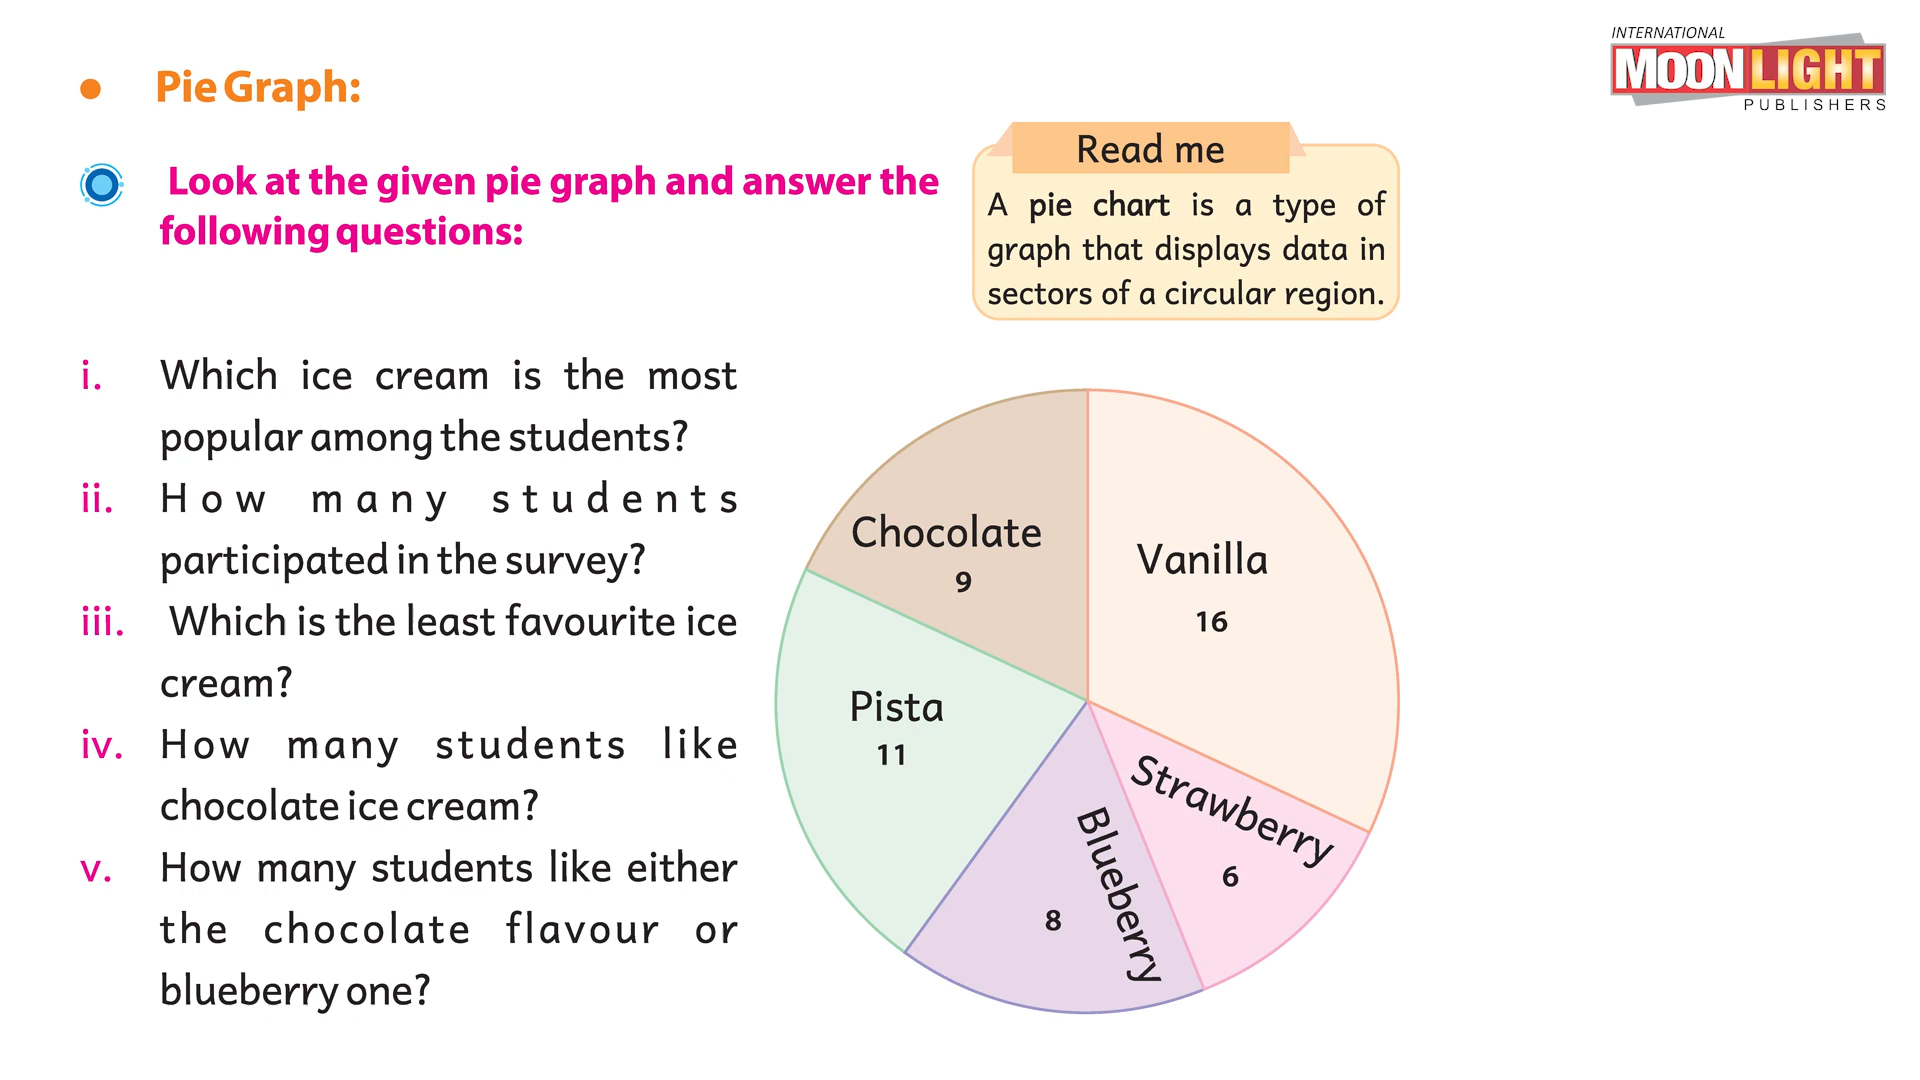 INTERNATIONAL
MOONLIGHT
PUBLISHERS
• Pie Graph:
Look at the given pie graph and answer the
following questions:
Read me
A pie chart is a type of
graph that displays data in
sectors of a circular region.
i. Which ice cream is the most
popular among the students?
ii. How many students
participated in the survey?
iii. Which is the least favourite ice
cream?
iv. How many students like
chocolate ice cream?
v. How many students like either
the chocolate flavour or
blueberry one?
Chocolate
9
Vanilla
16
Pista
11
Strawberry
6
Blueberry
8